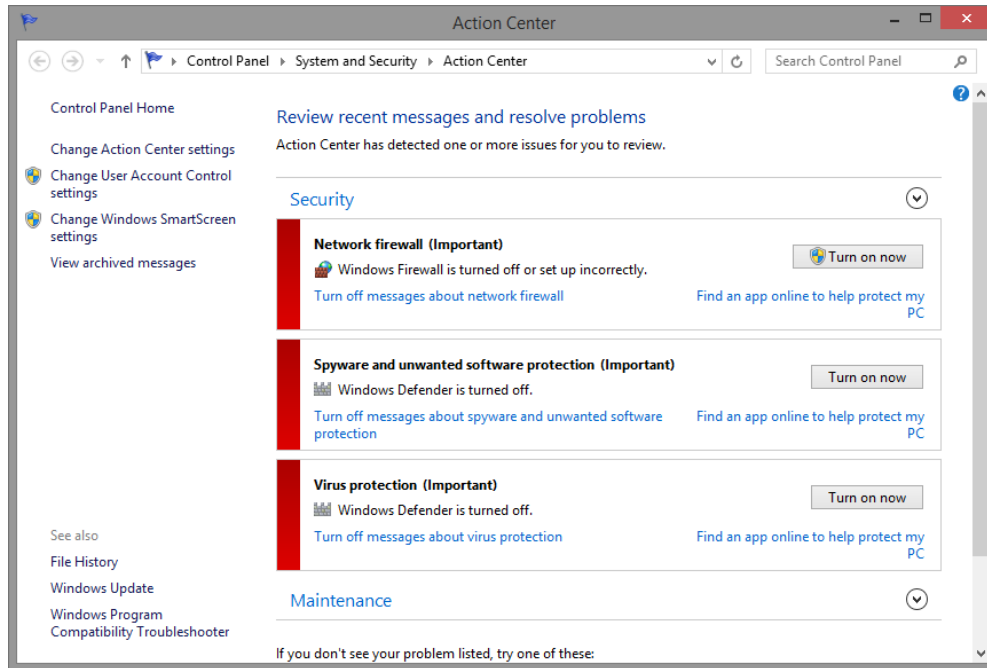 Action Center
Control Panel
System and Security
Action Center
Search Control Panel
Control Panel Home
Change Action Center settings
Change User Account Control
settings
Change Windows SmartScreen
settings
View archived messages
See also
File History
Windows Update
Windows Program
Compatibility Troubleshooter
?
Review recent messages and resolve problems
Action Center has detected one or more issues for you to review.
Security
Network firewall (Important)
Windows Firewall is turned off or set up incorrectly.
Turn on now
Turn off messages about network firewall
Find an app online to help protect my
PC
Spyware and unwanted software protection (Important)
Windows Defender is turned off.
Turn on now
Turn off messages about spyware and unwanted software
protection
Find an app online to help protect my
PC
Virus protection (Important)
Windows Defender is turned off.
Turn on now
Turn off messages about virus protection
Find an app online to help protect my
PC
Maintenance
If you don't see your problem listed, try one of these: